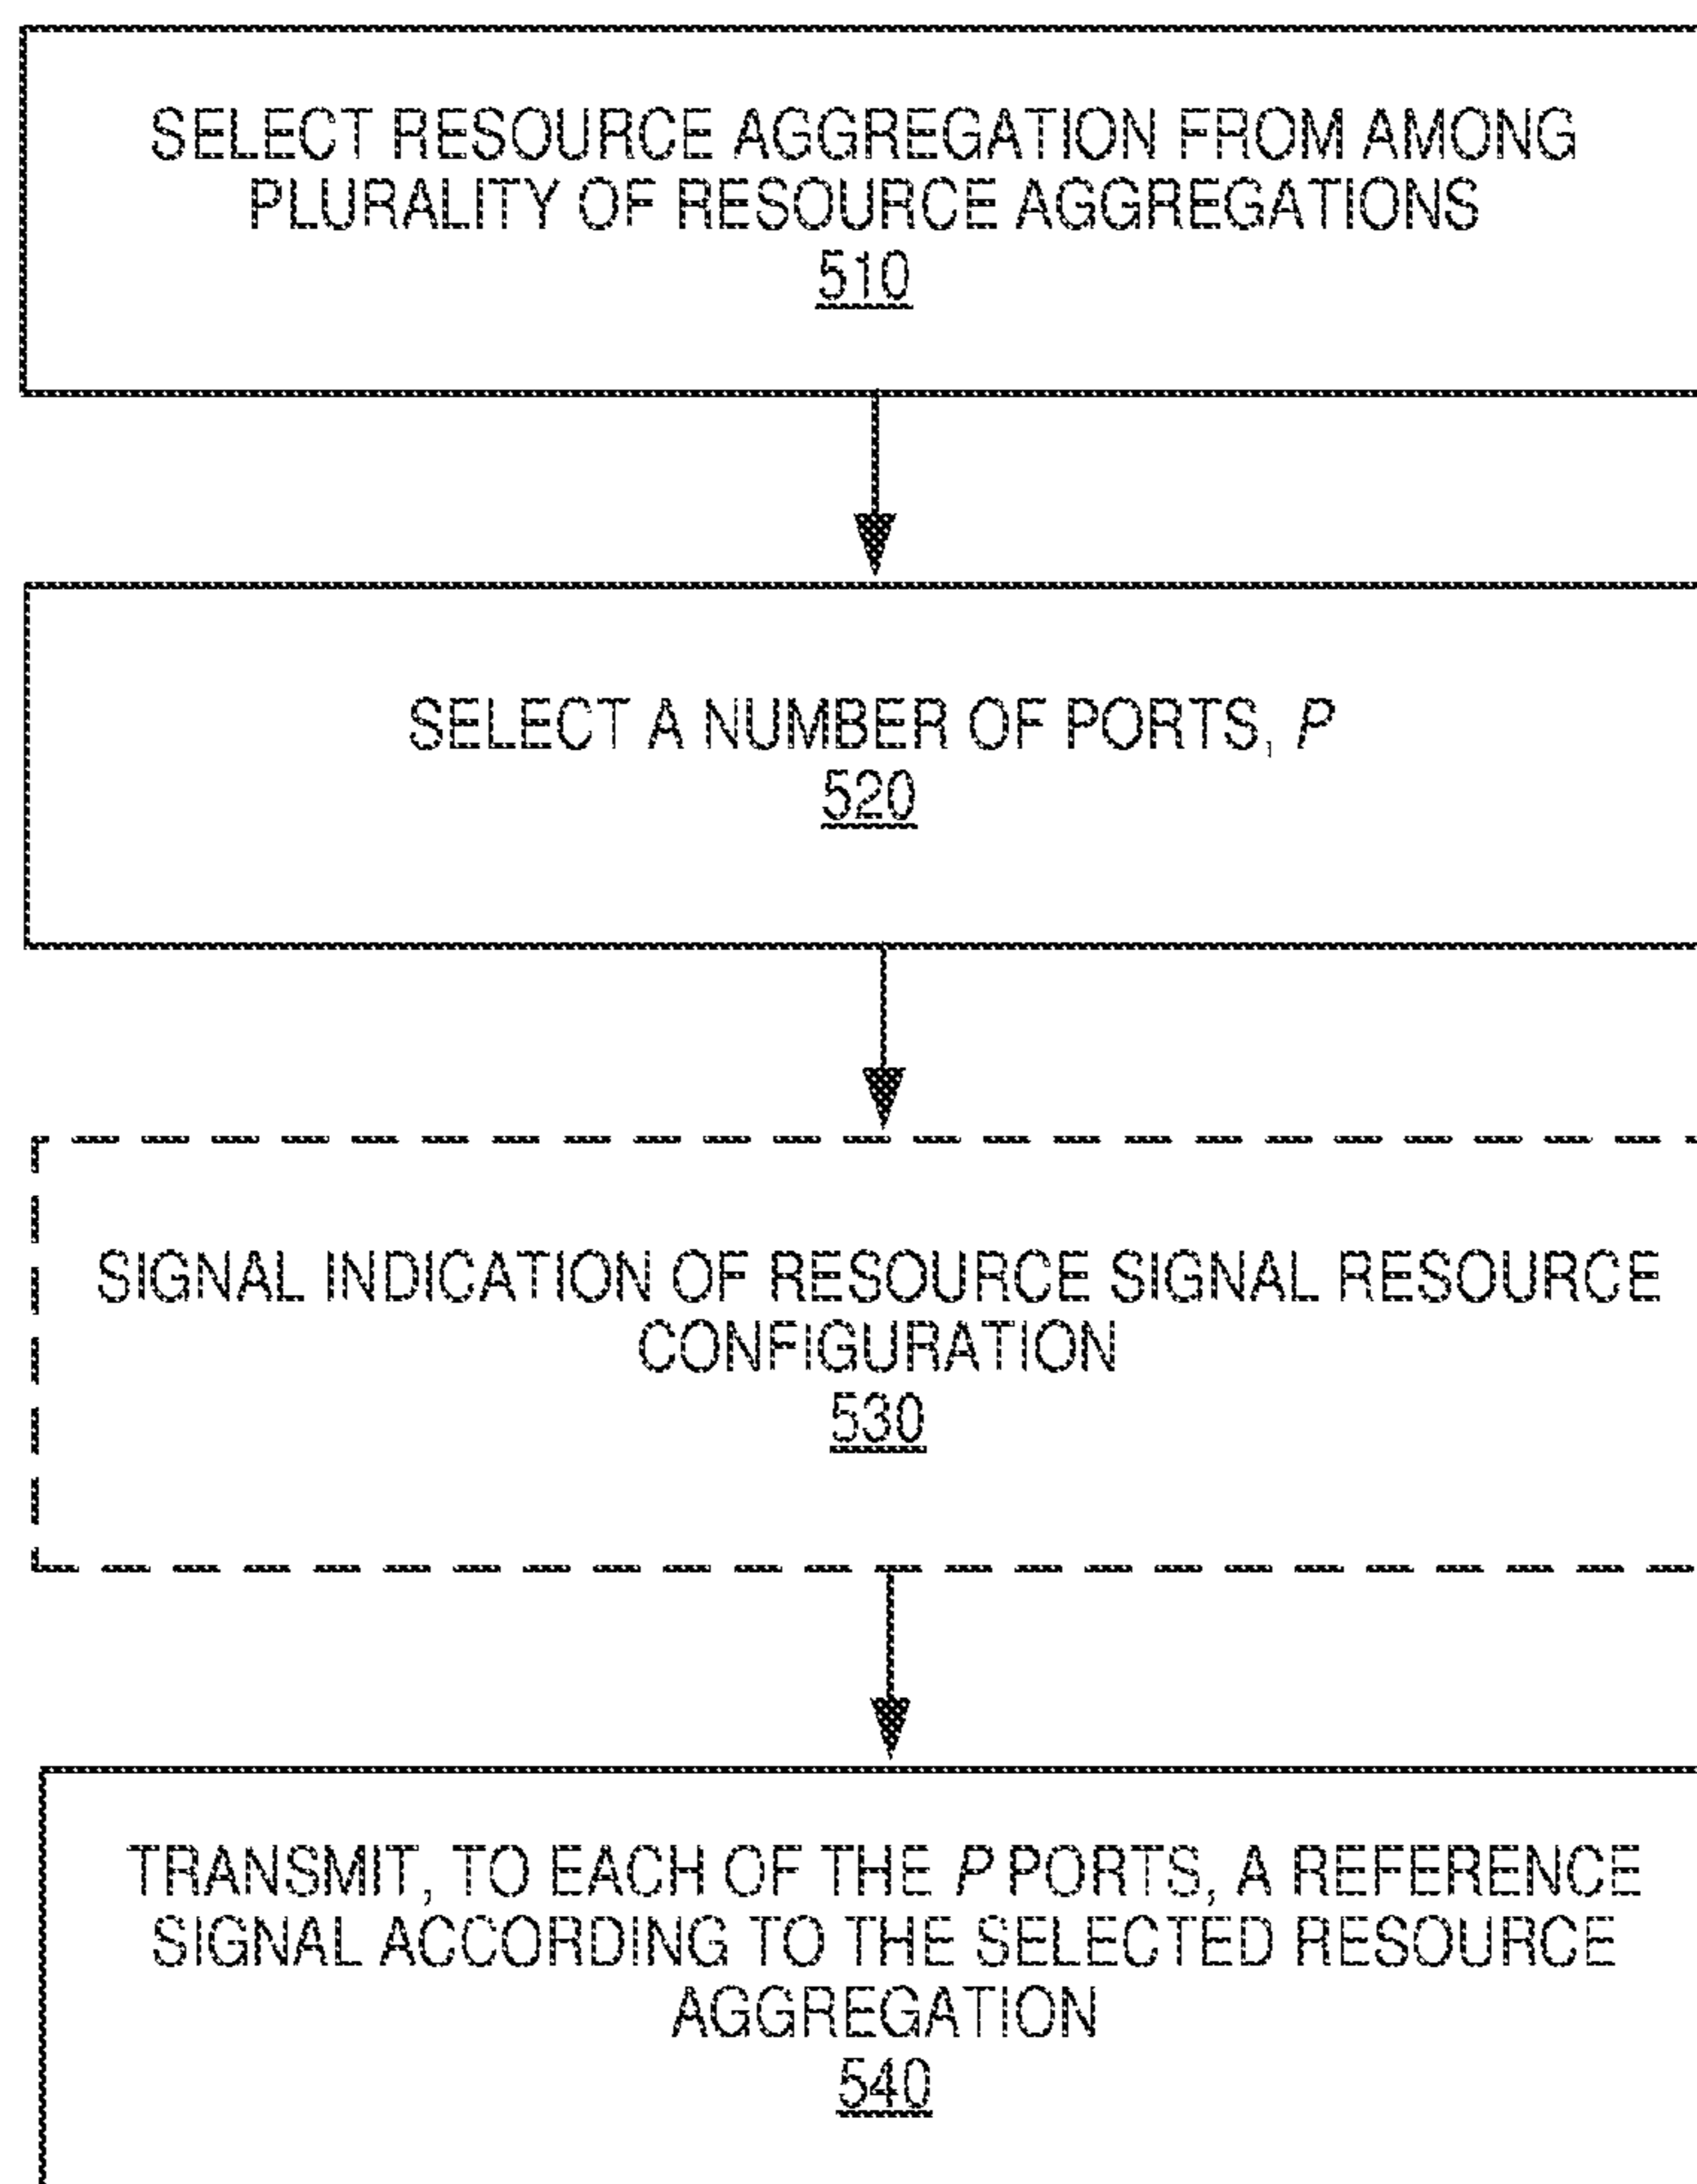 SELECT RESOURCE AGGREGATION FROM AMONG
PLURALITY OF RESOURCE AGGREGATIONS
510
SELECT A NUMBER OF PORTS, P
520
SIGNAL INDICATION OF RESOURCE SIGNAL RESOURCE
CONFIGURATION
530
TRANSMIT, TO EACH OF THE P PORTS, A REFERENCE
SIGNAL ACCORDING TO THE SELECTED RESOURCE
AGGREGATION
540